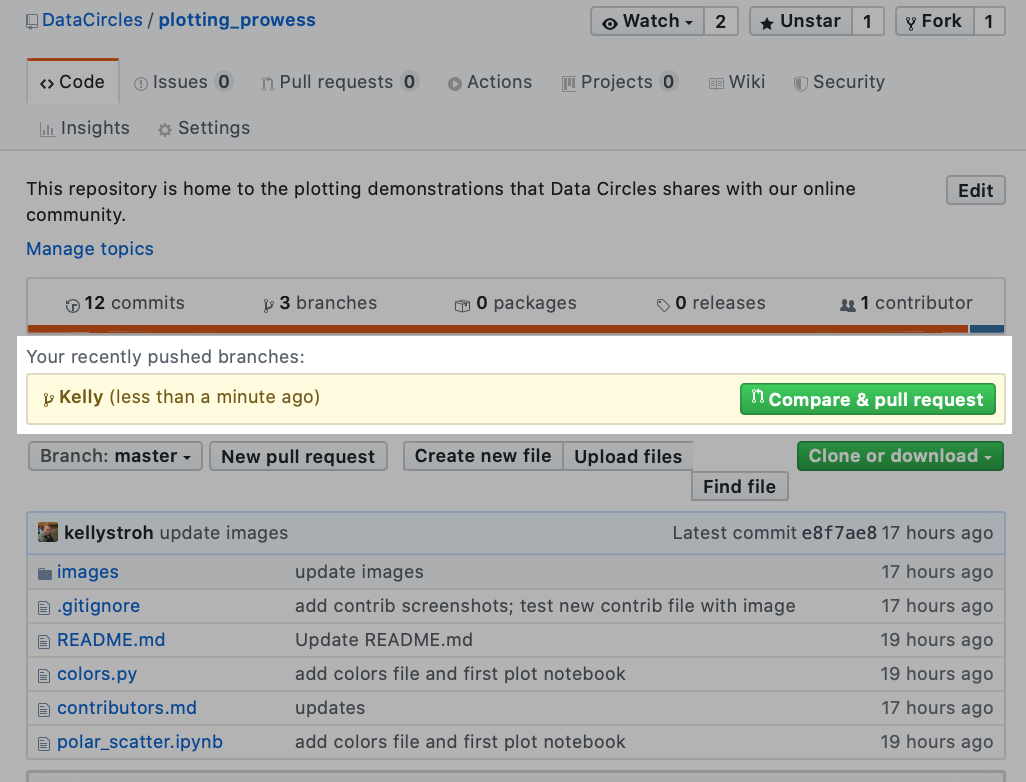 DataCircles / plotting_prowess
Watch 2 Unstar 1 Fork 1
Code Issues 0 Pull requests 0 Actions Projects 0 Wiki Security
Insights Settings
This repository is home to the plotting demonstrations that Data Circles shares with our online
community.
Edit
Manage topics
12 commits 3 branches 0 packages 0 releases 1 contributor
Your recently pushed branches:
Kelly (less than a minute ago) Compare & pull request
Branch: master New pull request Create new file Upload files Clone or download
Find file
kellystroh update images Latest commit e8f7ae8 17 hours ago
images update images 17 hours ago
.gitignore add contrib screenshots; test new contrib file with image 17 hours ago
README.md Update README.md 19 hours ago
colors.py add colors file and first plot notebook 19 hours ago
contributors.md updates 17 hours ago
polar_scatter.ipynb add colors file and first plot notebook 19 hours ago